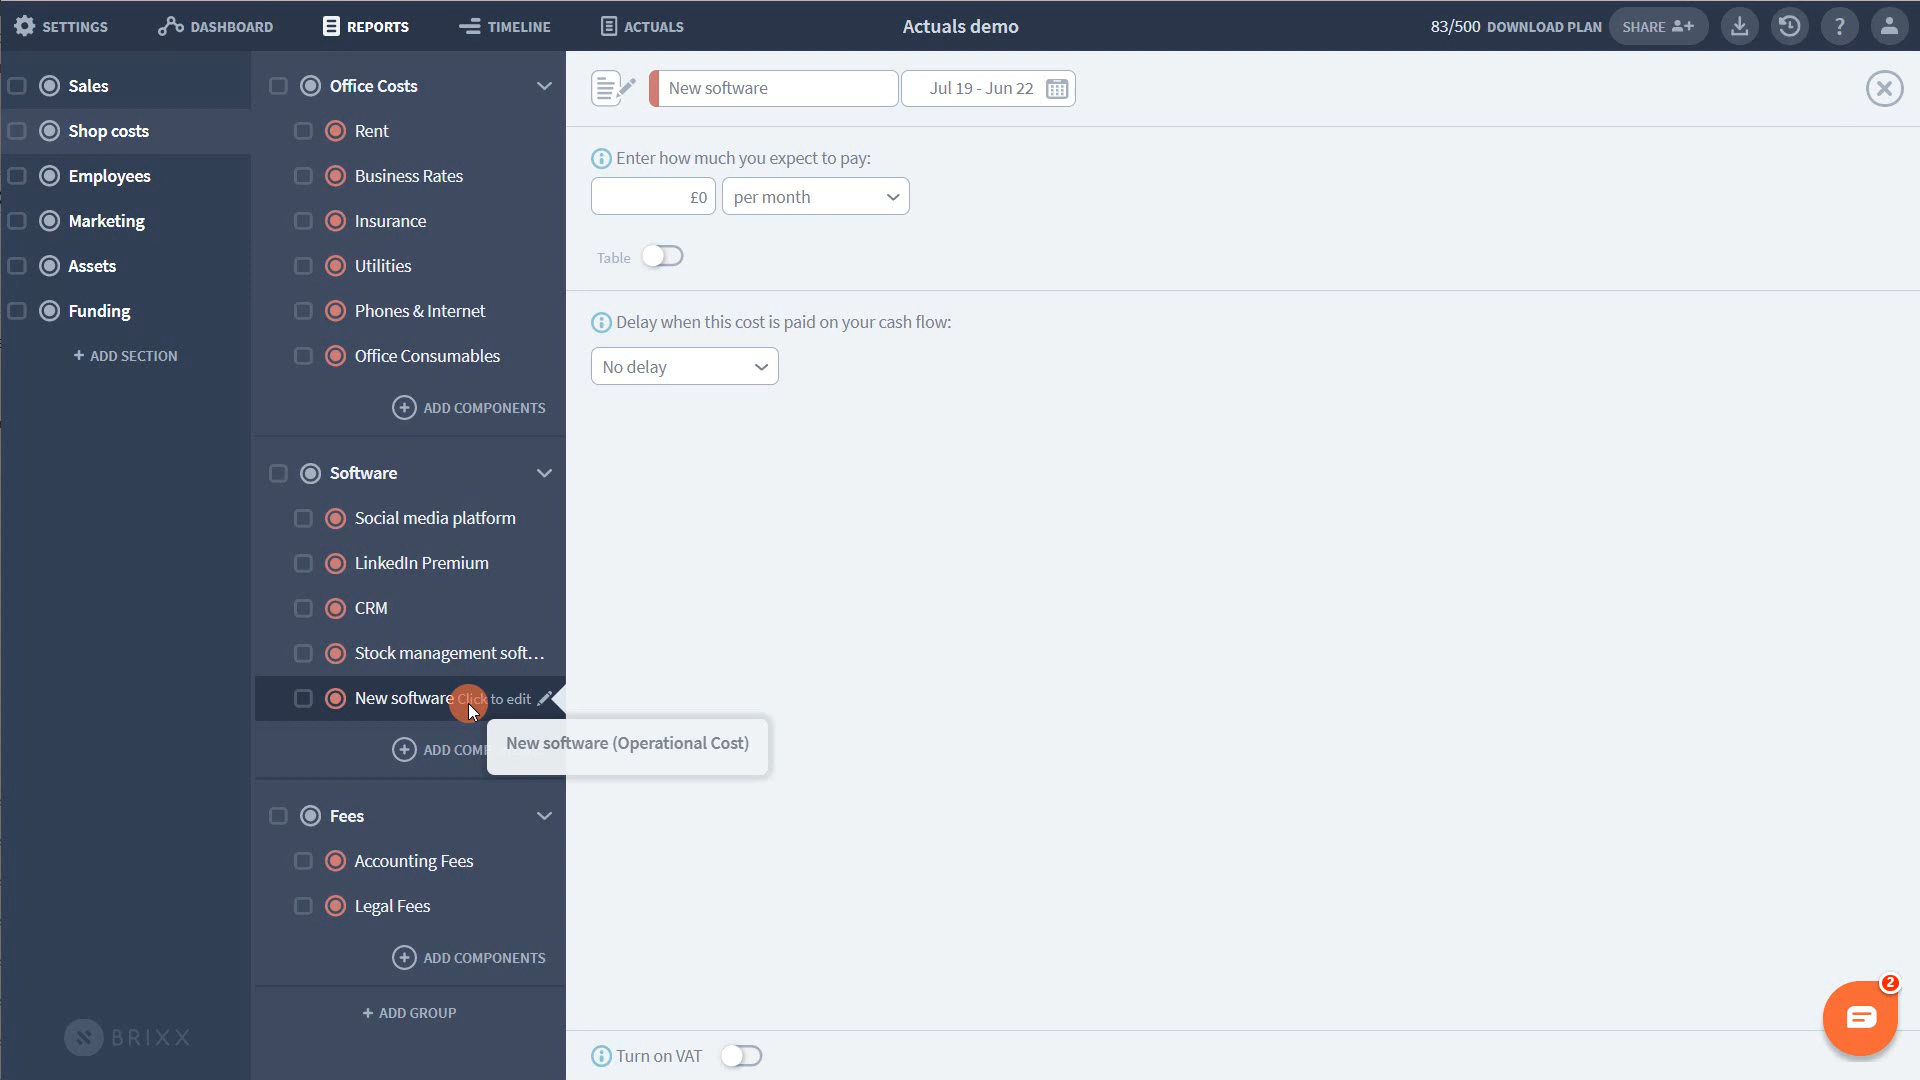 SETTINGS DASHBOARD REPORTS TIMELINE ACTUALS Actuals demo 83/500 DOWNLOAD PLAN SHARE ?
Sales
Shop costs
Employees
Marketing
Assets
Funding
+ ADD SECTION
BRIXX
Office Costs
Rent
Business Rates
Insurance
Utilities
Phones & Internet
Office Consumables
ADD COMPONENTS
Software
Social media platform
LinkedIn Premium
CRM
Stock management soft...
New software Click to edit
ADD COMP
New software (Operational Cost)
Fees
Accounting Fees
Legal Fees
ADD COMPONENTS
+ ADD GROUP
New software Jul 19 - Jun 22
Enter how much you expect to pay:
£0 per month
Table
Delay when this cost is paid on your cash flow:
No delay
Turn on VAT
2